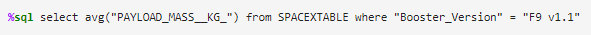 %sql select avg("PAYLOAD_MASS__KG_") from SPACEXTABLE where "Booster_Version" = "F9 v1.1"